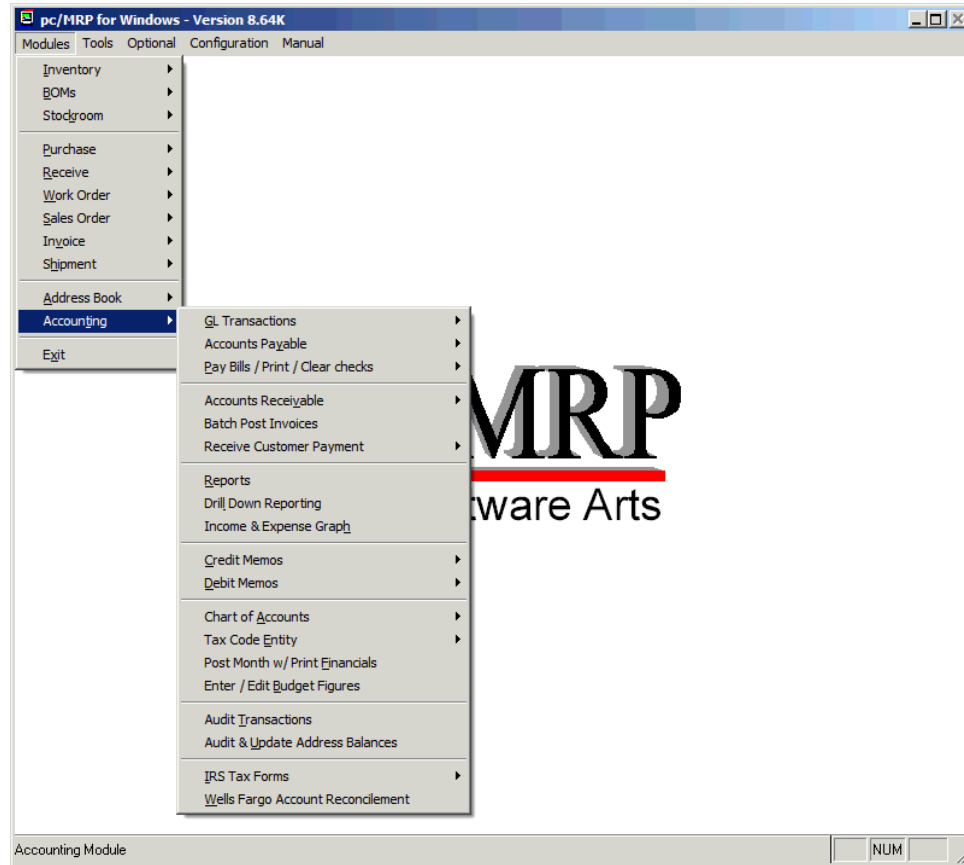 pc/MRP for Windows - Version 8.64K
Modules Tools Optional Configuration Manual
Inventory
BOMs
Stockroom
Purchase
Receive
Work Order
Sales Order
Invoice
Shipment
Address Book
Accounting
Exit
GL Transactions
Accounts Payable
Pay Bills / Print / Clear checks
Accounts Receivable
Batch Post Invoices
Receive Customer Payment
Reports
Drill Down Reporting
Income & Expense Graph
Credit Memos
Debit Memos
Chart of Accounts
Tax Code Entity
Post Month w/ Print Financials
Enter / Edit Budget Figures
Audit Transactions
Audit & Update Address Balances
IRS Tax Forms
Wells Fargo Account Reconcilement
MRP
tware Arts
Accounting Module
NUM